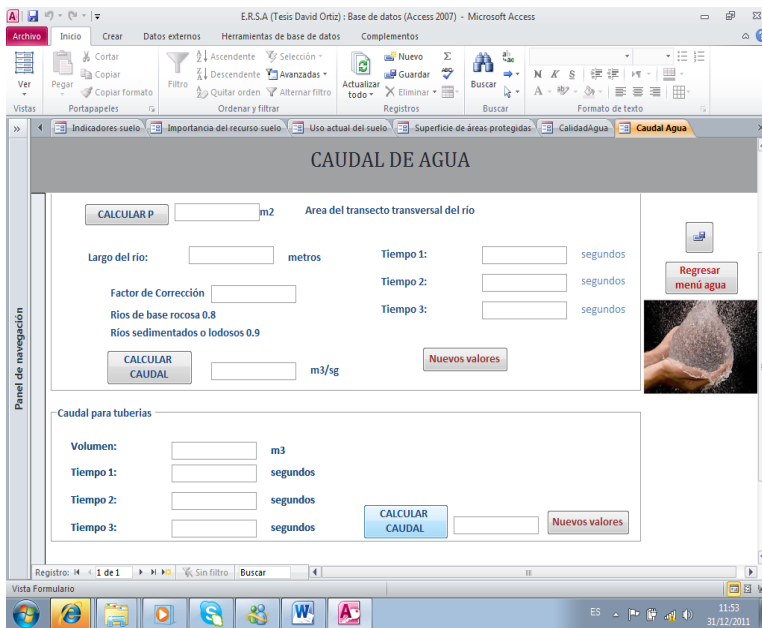 E.R.S.A (Tesis David Ortiz) : Base de datos (Access 2007) - Microsoft Access
Archivo Inicio Crear Datos externos Herramientas de base de datos Complementos
Ver
Vistas
Pegar
Cortar
Copiar
Copiar formato
Portapapeles
Filtro
Ascendente
Descendente
Quitar orden
Selección
Avanzadas
Alternar filtro
Ordenar y filtrar
Actualizar todo
Nuevo
Guardar
Eliminar
Registros
Buscar
Buscar
N K S
A
Formato de texto
Indicadores suelo Importancia del recurso suelo Uso actual del suelo Superficie de áreas protegidas CalidadAgua Caudal Agua
Panel de navegación
CAUDAL DE AGUA
CALCULAR P m2 Area del transecto transversal del río
Largo del río: metros Tiempo 1: segundos
Tiempo 2: segundos
Factor de Corrección
Tiempo 3: segundos
Rios de base rocosa 0.8
Ríos sedimentados o lodosos 0.9
CALCULAR CAUDAL m3/sg Nuevos valores
Regresar menú agua
Caudal para tuberias
Volumen: m3
Tiempo 1: segundos
Tiempo 2: segundos
Tiempo 3: segundos
CALCULAR CAUDAL Nuevos valores
Registro: 1 de 1 Sin filtro Buscar
Vista Formulario
ES 11:53
31/12/2011